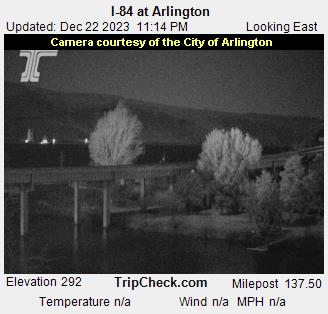 I-84 at Arlington
Updated: Dec 22 2023 11:14 PM Looking East
Camera courtesy of the City of Arlington
Elevation 292 TripCheck.com Milepost 137.50
Temperature n/a Wind n/a MPH n/a